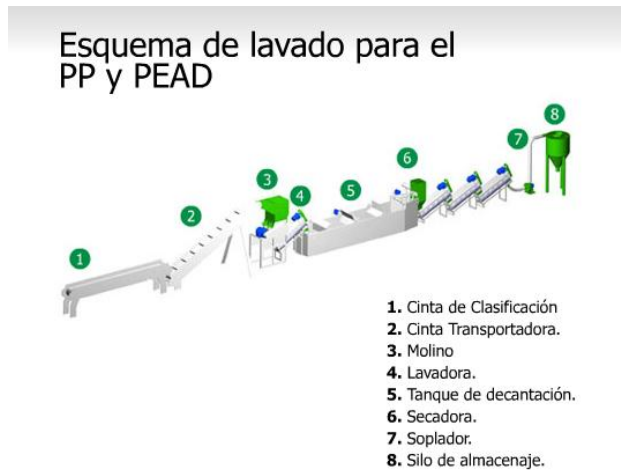 Esquema de lavado para el
PP y PEAD
8
7
6
3
4
5
2
1
1. Cinta de Clasificación
2. Cinta Transportadora.
3. Molino
4. Lavadora.
5. Tanque de decantación.
6. Secadora.
7. Soplador.
8. Silo de almacenaje.